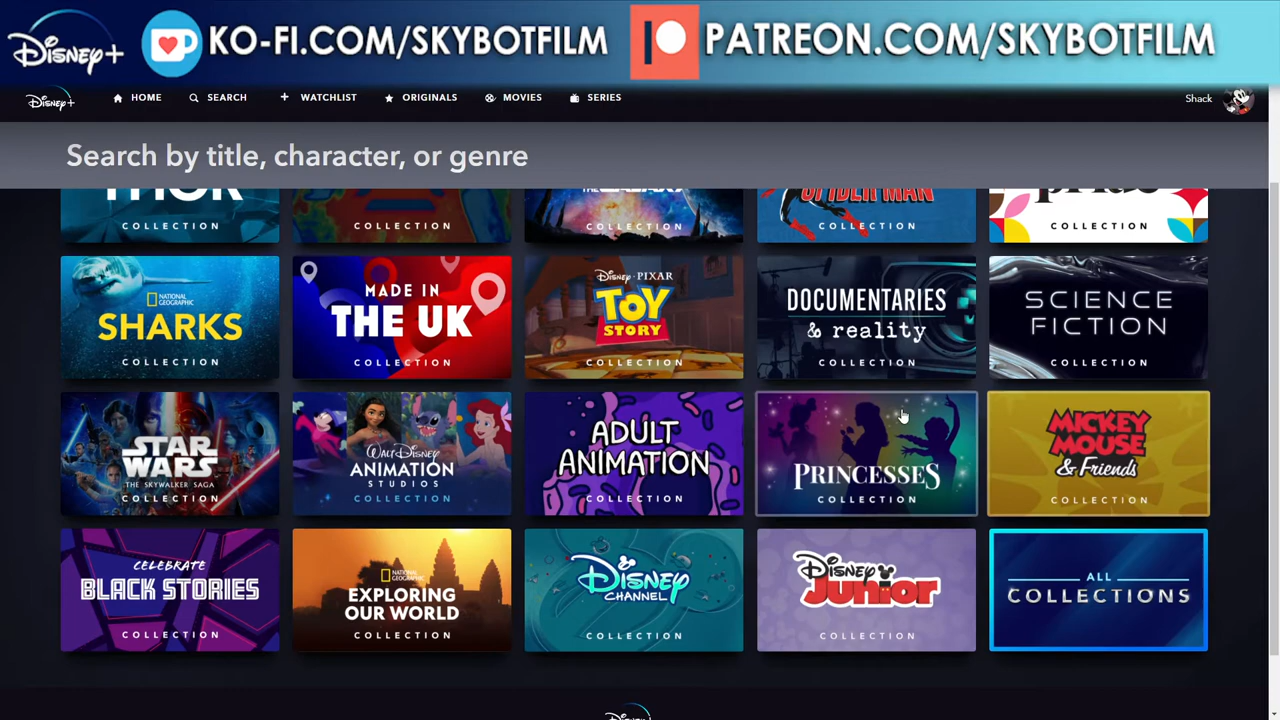 Disney+ KO-FI.COM/SKYBOTFILM PATREON.COM/SKYBOTFILM
Disney+ HOME SEARCH WATCHLIST ORIGINALS MOVIES SERIES Shack
Search by title, character, or genre
THOR
COLLECTION
COLLECTION
COLLECTION
SPIDER-MAN
COLLECTION
COLLECTION
NATIONAL GEOGRAPHIC
SHARKS
COLLECTION
MADE IN
THE UK
COLLECTION
Disney · PIXAR
TOY
STORY
COLLECTION
DOCUMENTARIES
& reality
COLLECTION
SCIENCE
FICTION
COLLECTION
STAR
WARS
THE SKYWALKER SAGA
COLLECTION
WALT DISNEY
ANIMATION
STUDIOS
COLLECTION
ADULT
ANIMATION
COLLECTION
PRINCESSES
COLLECTION
MICKEY
MOUSE
& Friends
COLLECTION
CELEBRATE
BLACK STORIES
COLLECTION
NATIONAL GEOGRAPHIC
EXPLORING
OUR WORLD
COLLECTION
Disney
CHANNEL
COLLECTION
Disney
Junior
COLLECTION
ALL
COLLECTIONS